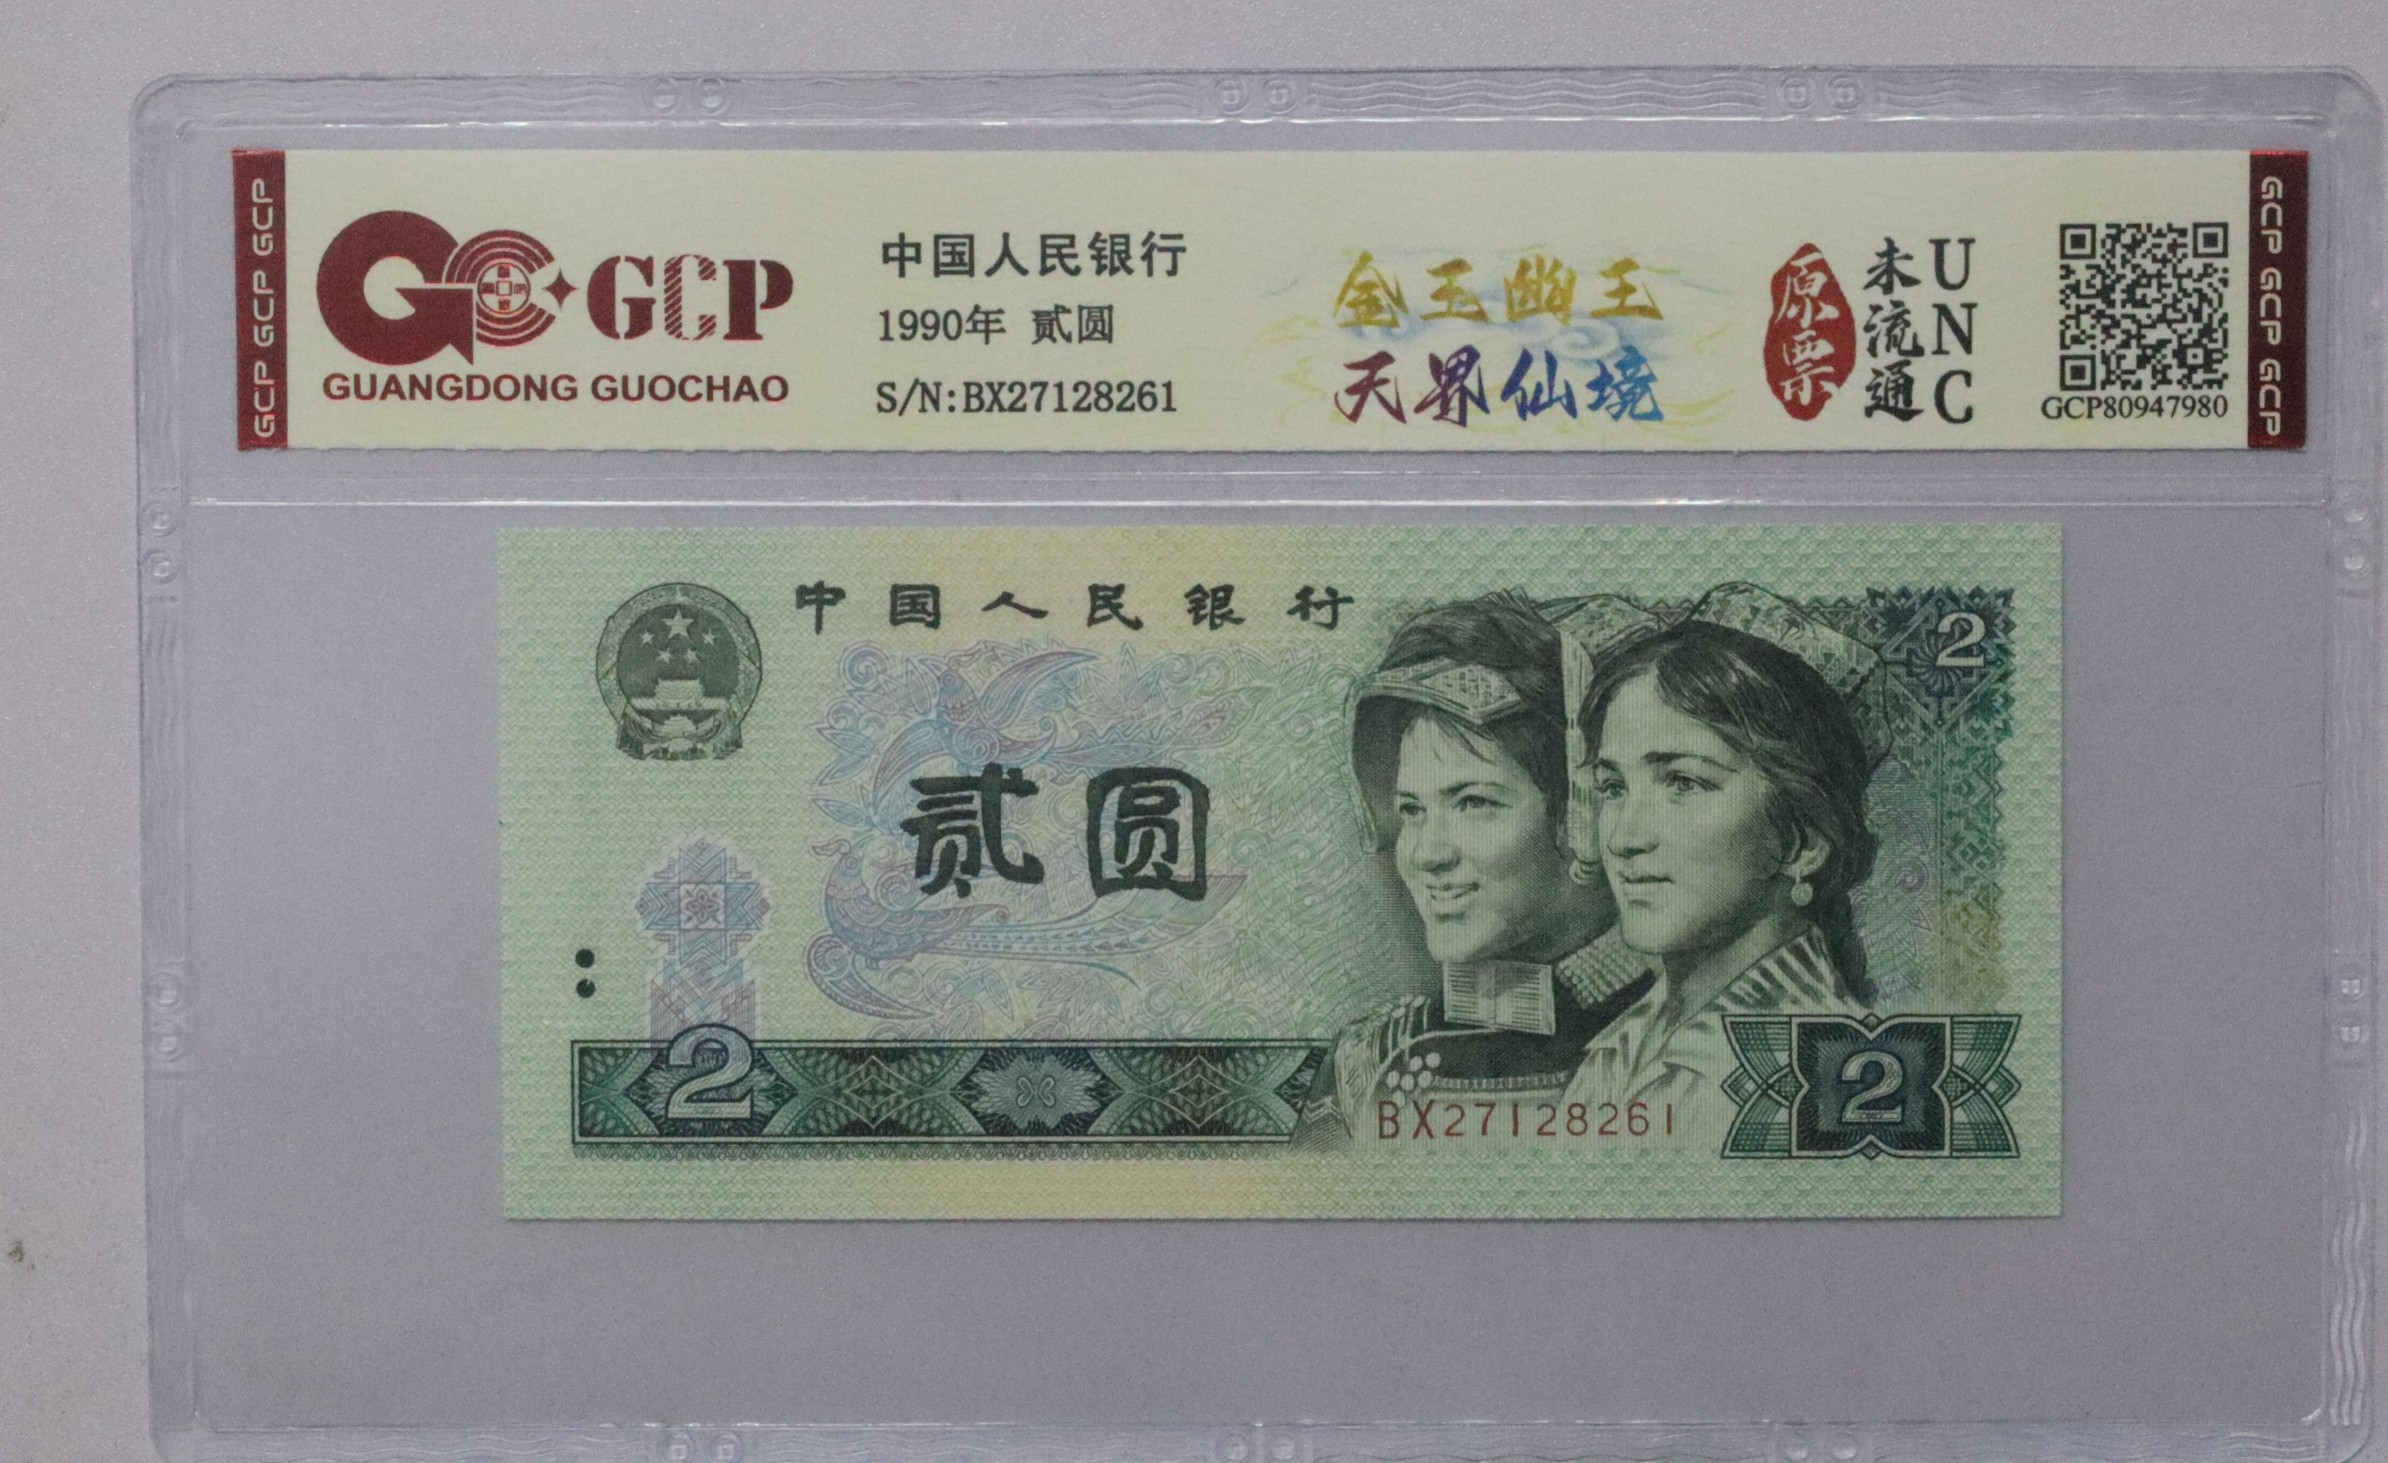 GCP GCP GCP
GCP
GUANGDONG GUOCHAO
中国人民银行
1990年 贰圆
S/N:BX27128261
金玉幽王
天界仙境
原票
未流通
UNC
GCP80947980
GCP GCP GCP
中国人民银行
2
贰圆
2
BX27128261
2